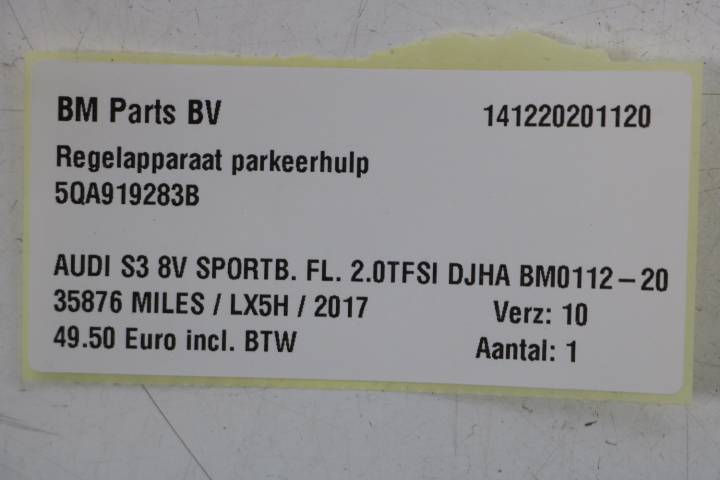 BM Parts BV 141220201120
Regelapparaat parkeerhulp
5QA919283B
AUDI S3 8V SPORTB. FL. 2.0TFSI DJHA BM0112-20
35876 MILES / LX5H / 2017 Verz: 10
49.50 Euro incl. BTW Aantal: 1